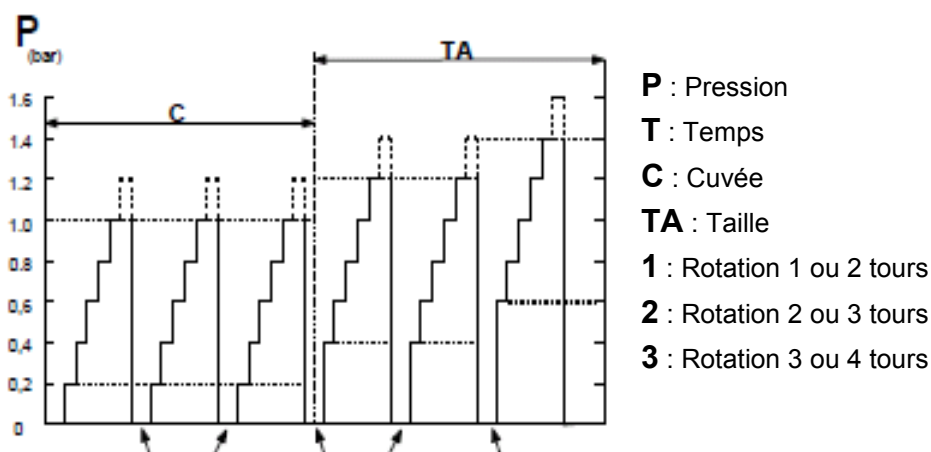 P
(bar)
TA
1.6
C
1.4
1.2
1.0
0.8
0,6
0,4
0,2
0
P : Pression
T : Temps
C : Cuvée
TA : Taille
1 : Rotation 1 ou 2 tours
2 : Rotation 2 ou 3 tours
3 : Rotation 3 ou 4 tours